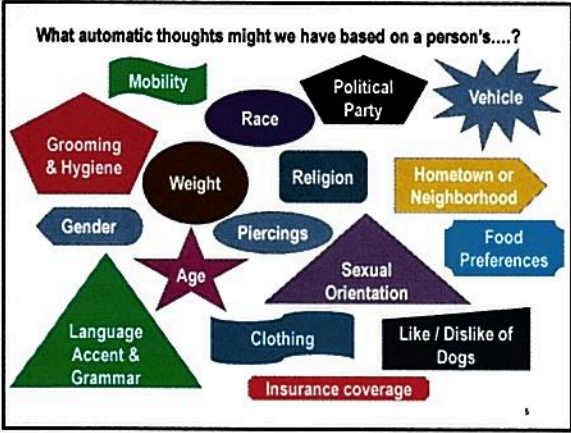 What automatic thoughts might we have based on a person's....?
Mobility
Race
Political
Party
Vehicle
Grooming
& Hygiene
Weight
Religion
Hometown or
Neighborhood
Gender
Piercings
Food
Preferences
Age
Sexual
Orientation
Language
Accent &
Grammar
Clothing
Like / Dislike of
Dogs
Insurance coverage
5